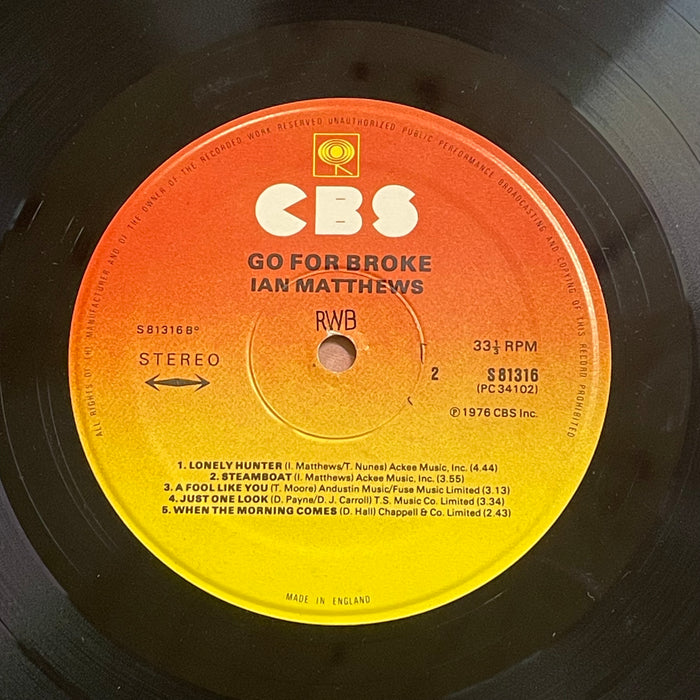 ALL RIGHTS OF THE MANUFACTURER AND OF THE OWNER OF THE RECORDED WORK RESERVED UNAUTHORIZED PUBLIC PERFORMANCE BROADCASTING AND COPYING OF THIS RECORD PROHIBITED
CBS
GO FOR BROKE
IAN MATTHEWS
RWB
S81316B°
STEREO
33⅓ RPM
2
S 81316
(PC 34102)
℗ 1976 CBS Inc.
1. LONELY HUNTER (I. Matthews/T. Nunes) Ackee Music, Inc. (4.44)
2. STEAMBOAT (I. Matthews) Ackee Music, Inc. (3.55)
3. A FOOL LIKE YOU (T. Moore) Andustin Music/Fuse Music Limited (3.13)
4. JUST ONE LOOK (D. Payne/D. J. Carroll) T.S. Music Co. Limited (3.34)
5. WHEN THE MORNING COMES (D. Hall) Chappell & Co. Limited (2.43)
MADE IN ENGLAND